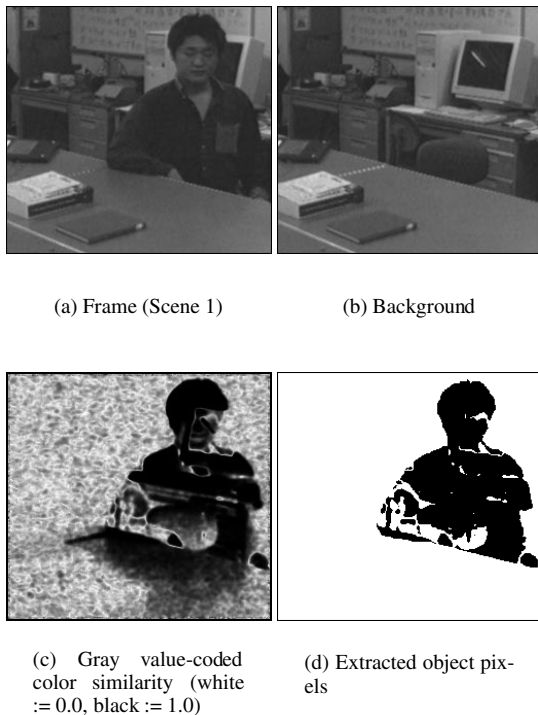 (a) Frame (Scene 1)
(b) Background
(c) Gray value-coded
color similarity (white
:= 0.0, black := 1.0)
(d) Extracted object pix-
els